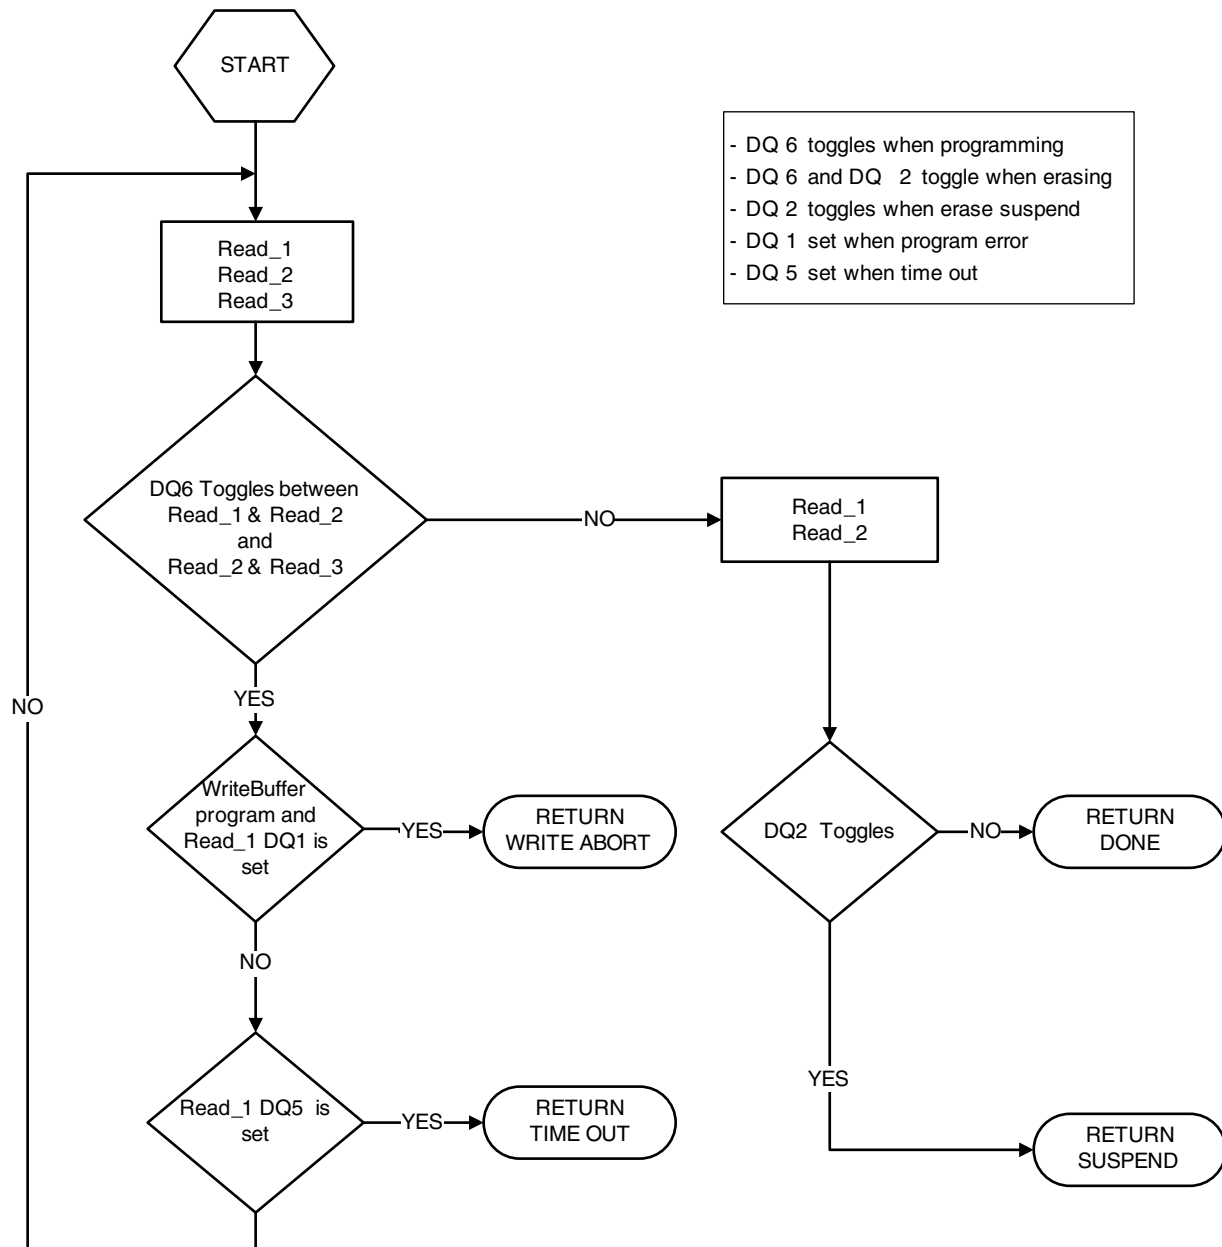 START
- DQ 6 toggles when programming
- DQ 6 and DQ 2 toggle when erasing
- DQ 2 toggles when erase suspend
- DQ 1 set when program error
- DQ 5 set when time out
Read_1
Read_2
Read_3
DQ6 Toggles between
Read_1 & Read_2
and
Read_2 & Read_3
NO
Read_1
Read_2
YES
NO
WriteBuffer
program and
Read_1 DQ1 is
set
YES
RETURN
WRITE ABORT
DQ2 Toggles
NO
RETURN
DONE
NO
YES
Read_1 DQ5 is
set
YES
RETURN
TIME OUT
RETURN
SUSPEND